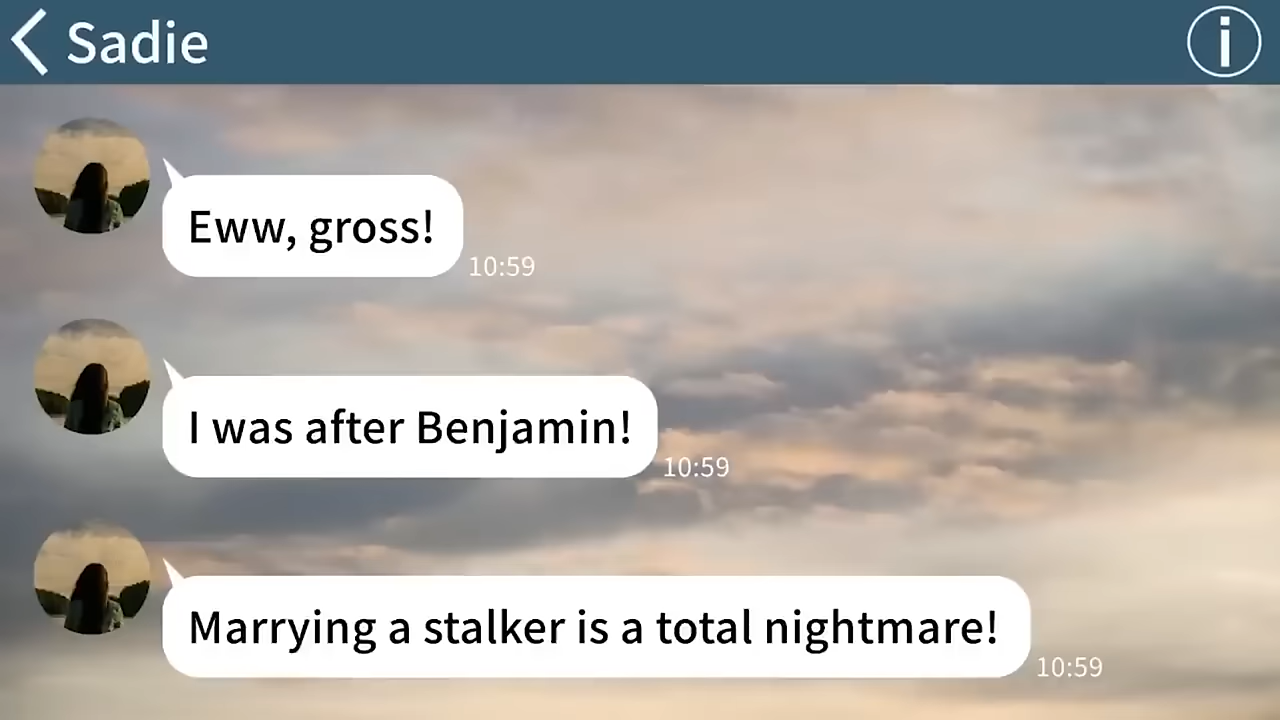 Sadie
Eww, gross!
10:59
I was after Benjamin!
10:59
Marrying a stalker is a total nightmare!
10:59